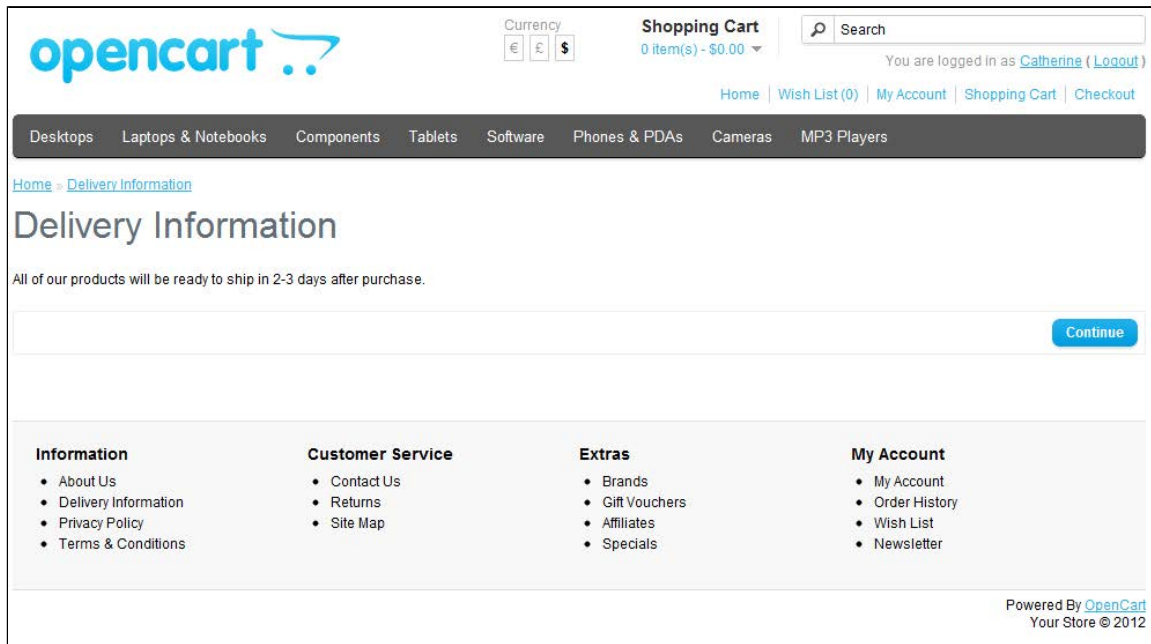 opencart
Currency
€ £ $
Shopping Cart
0 item(s) - $0.00
Search
You are logged in as Catherine ( Logout )
Home Wish List (0) My Account Shopping Cart Checkout
Desktops Laptops & Notebooks Components Tablets Software Phones & PDAs Cameras MP3 Players
Home » Delivery Information
Delivery Information
All of our products will be ready to ship in 2-3 days after purchase.
Continue
Information
• About Us
• Delivery Information
• Privacy Policy
• Terms & Conditions
Customer Service
• Contact Us
• Returns
• Site Map
Extras
• Brands
• Gift Vouchers
• Affiliates
• Specials
My Account
• My Account
• Order History
• Wish List
• Newsletter
Powered By OpenCart
Your Store © 2012